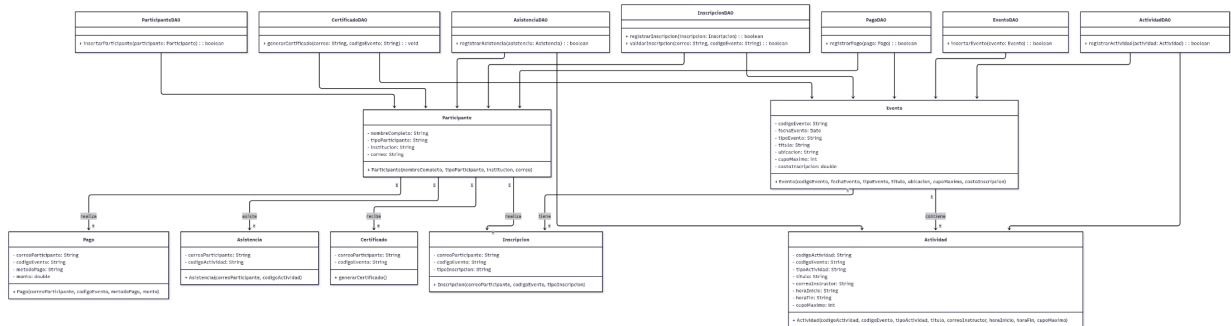 ParticipanteDAO
+ insertarParticipante(participante: Participante) : : boolean
CertificadoDAO
+ generarCertificado(correo: String, codigoEvento: String) : : void
AsistenciaDAO
+ registrarAsistencia(asistencia: Asistencia) : : boolean
InscripcionDAO
+ registrarInscripcion(inscripcion: Inscripcion) : : boolean
+ validarInscripcion(correo: String, codigoEvento: String) : : boolean
PagoDAO
+ registrarPago(pago: Pago) : : boolean
EventoDAO
+ insertarEvento(evento: Evento) : : boolean
ActividadDAO
+ registrarActividad(actividad: Actividad) : : boolean
Participante
- nombreCompleto: String
- tipoParticipante: String
- institucion: String
- correo: String
+ Participante(nombreCompleto, tipoParticipante, institucion, correo)
Evento
- codigoEvento: String
- fechaEvento: Date
- tipoEvento: String
- titulo: String
- ubicacion: String
- cupoMaximo: int
- costoInscripcion: double
+ Evento(codigoEvento, fechaEvento, tipoEvento, titulo, ubicacion, cupoMaximo, costoInscripcion)
realiza
asiste
recibe
realiza
tiene
contiene
Pago
- correoParticipante: String
- codigoEvento: String
- metodoPago: String
- monto: double
+ Pago(correoParticipante, codigoEvento, metodoPago, monto)
Asistencia
- correoParticipante: String
- codigoActividad: String
+ Asistencia(correoParticipante, codigoActividad)
Certificado
- correoParticipante: String
- codigoEvento: String
+ generarCertificado()
Inscripcion
- correoParticipante: String
- codigoEvento: String
- tipoInscripcion: String
+ Inscripcion(correoParticipante, codigoEvento, tipoInscripcion)
Actividad
- codigoActividad: String
- codigoEvento: String
- tipoActividad: String
- titulo: String
- correoInstructor: String
- horaInicio: String
- horaFin: String
- cupoMaximo: int
+ Actividad(codigoActividad, codigoEvento, tipoActividad, titulo, correoInstructor, horaInicio, horaFin, cupoMaximo)